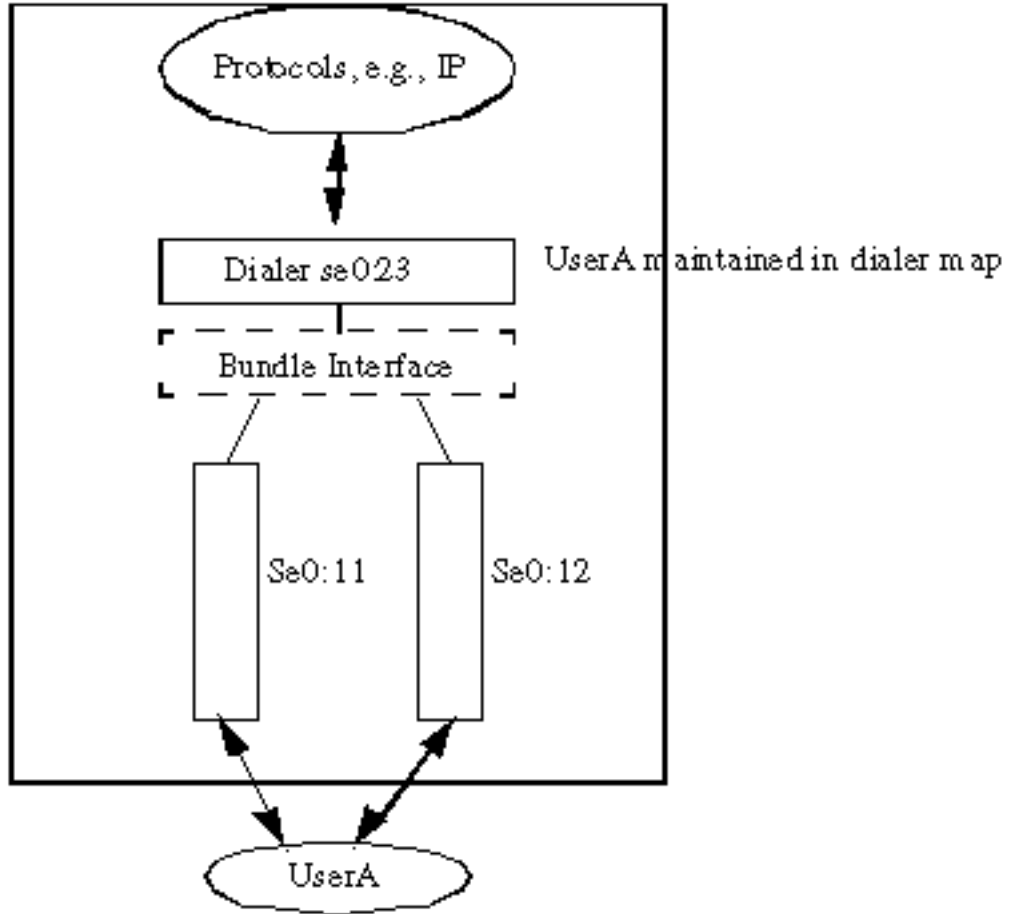 Protocols, e.g., IP
Dialer se023
UserA maintained in dialer map
Bundle Interface
Se0:11
Se0:12
UserA